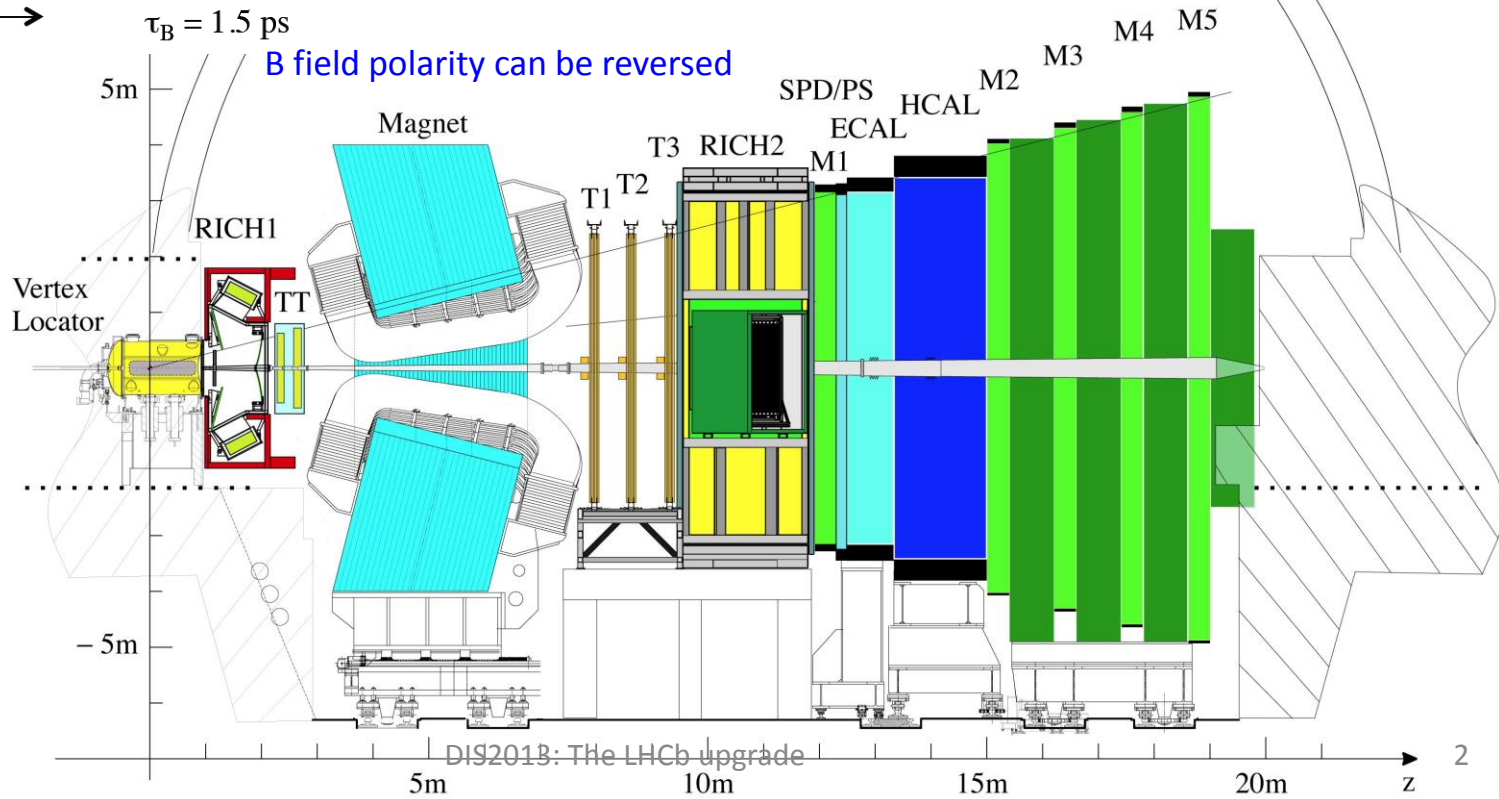 τB = 1.5 ps
B field polarity can be reversed
5m
Magnet
SPD/PS
ECAL
HCAL
M2
M3
M4
M5
RICH1
TT
Vertex
Locator
T1
T2
T3
RICH2
M1
− 5m
DIS2013: The LHCb upgrade
2
5m
10m
15m
20m
z